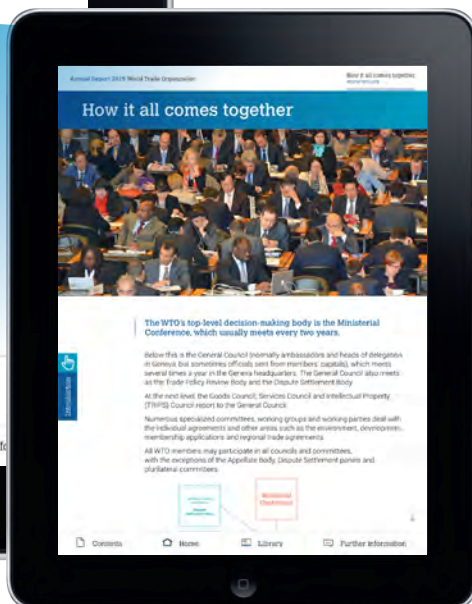 Annual Report 2015 World Trade Organization
How it all comes together
How it all comes together
The WTO's top-level decision-making body is the Ministerial
Conference, which usually meets every two years.
Below this is the General Council (normally ambassadors and heads of delegation
in Geneva but sometimes officials sent from members' capitals), which meets
several times a year in the Geneva headquarters. The General Council also meets
as the Trade Policy Review Body and the Dispute Settlement Body.
At the next level, the Goods Council, Services Council and Intellectual Property
(TRIPS) Council report to the General Council.
Numerous specialized committees, working groups and working parties deal with
the individual agreements and other areas such as the environment, development,
membership applications and regional trade agreements.
All WTO members may participate in all councils and committees,
with the exceptions of the Appellate Body, Dispute Settlement panels and
plurilateral committees.
Introduction
Ministerial
Conference
Contents
Home
Library
Further information